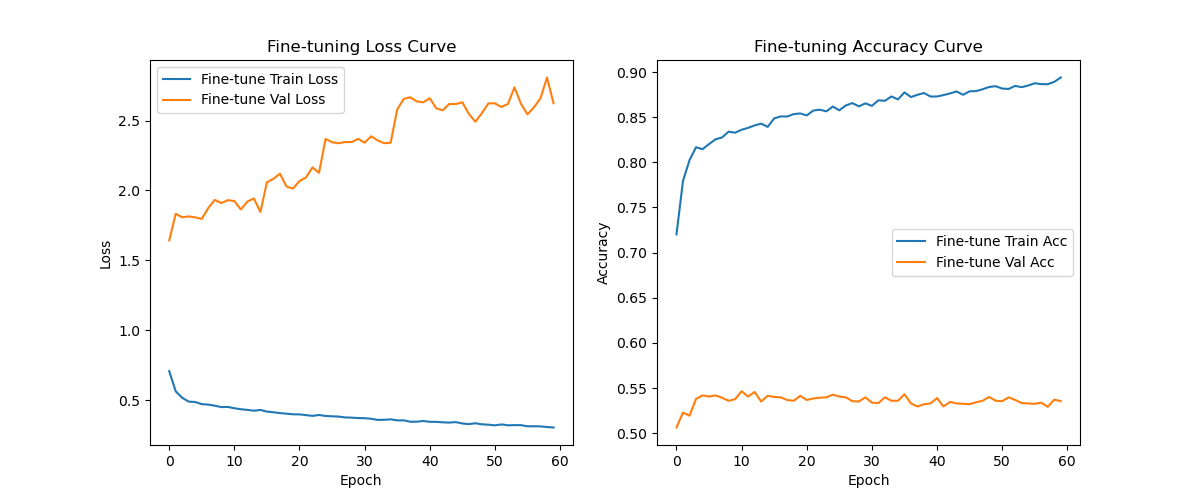 Fine-tuning Loss Curve
Fine-tune Train Loss
Fine-tune Val Loss
2.5
2.0
1.5
1.0
0.5
Loss
0 10 20 30 40 50 60
Epoch
Fine-tuning Accuracy Curve
0.90
0.85
0.80
0.75
0.70
0.65
0.60
0.55
0.50
Accuracy
Fine-tune Train Acc
Fine-tune Val Acc
0 10 20 30 40 50 60
Epoch